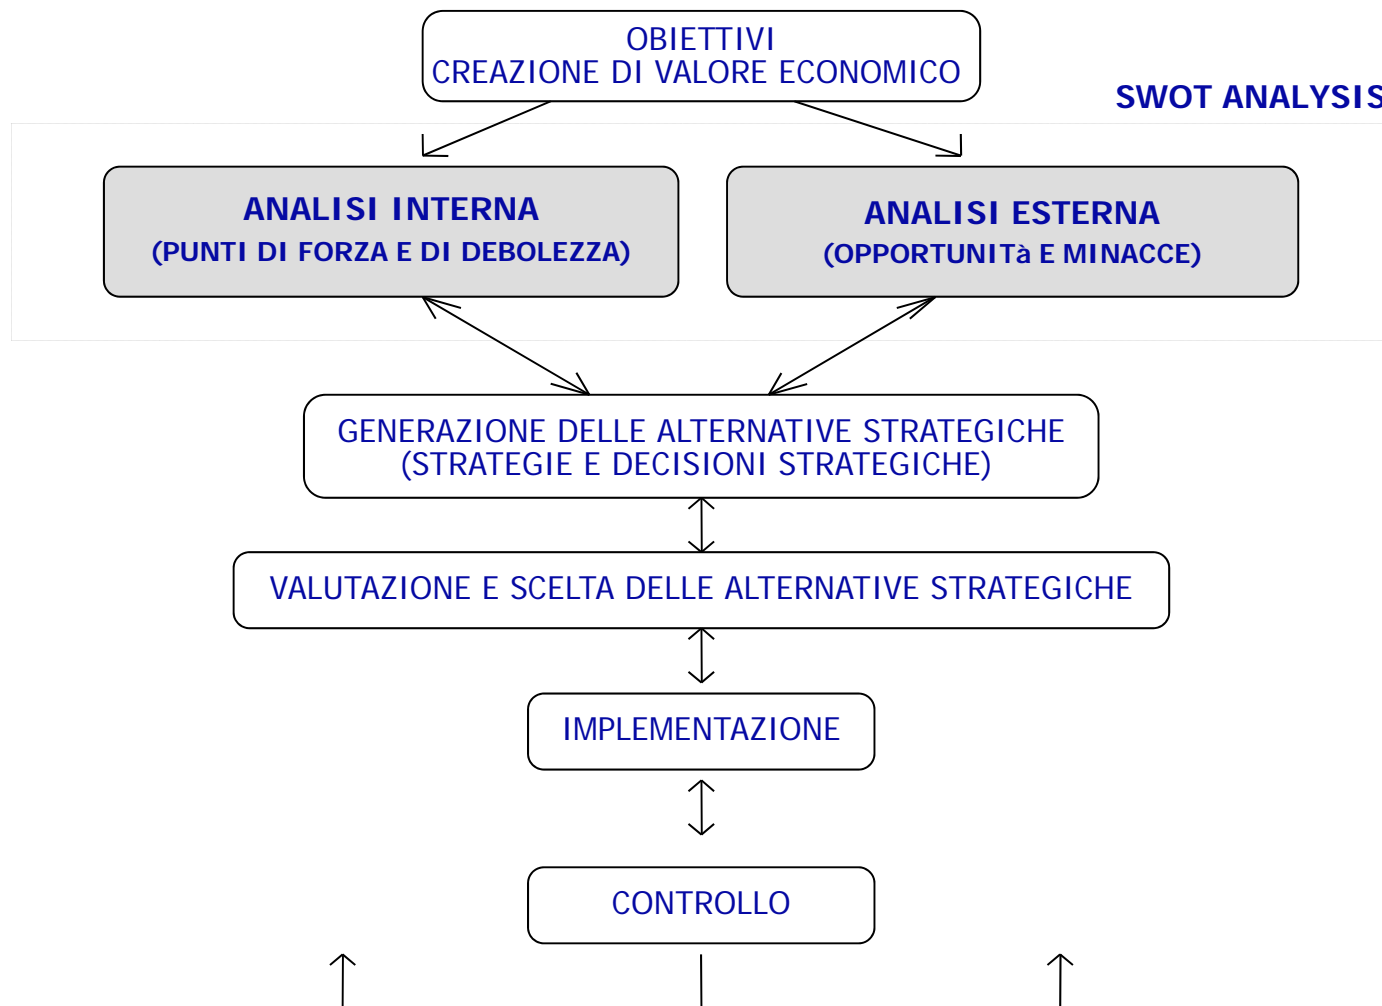 OBIETTIVI
CREAZIONE DI VALORE ECONOMICO
SWOT ANALYSIS
ANALISI INTERNA
(PUNTI DI FORZA E DI DEBOLEZZA)
ANALISI ESTERNA
(OPPORTUNITà E MINACCE)
GENERAZIONE DELLE ALTERNATIVE STRATEGICHE
(STRATEGIE E DECISIONI STRATEGICHE)
VALUTAZIONE E SCELTA DELLE ALTERNATIVE STRATEGICHE
IMPLEMENTAZIONE
CONTROLLO